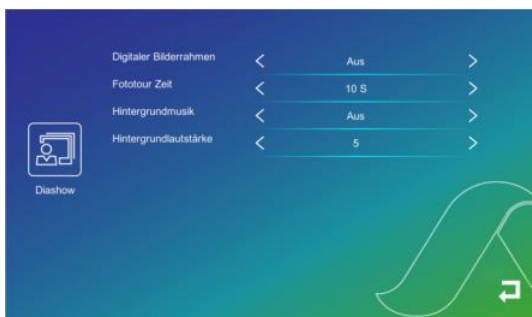 Digitaler Bilderrahmen Aus
Fototour Zeit 10 S
Hintergrundmusik Aus
Hintergrundlautstärke 5
Diashow